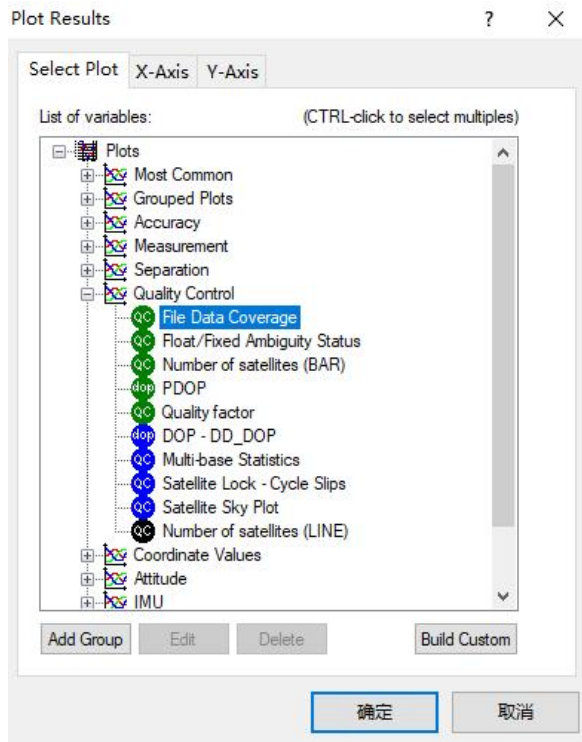 Plot Results ? ×
Select Plot X-Axis Y-Axis
List of variables: (CTRL-click to select multiples)
Plots
Most Common
Grouped Plots
Accuracy
Measurement
Separation
Quality Control
QC File Data Coverage
QC Float/Fixed Ambiguity Status
QC Number of satellites (BAR)
dop PDOP
QC Quality factor
dop DOP - DD_DOP
QC Multi-base Statistics
QC Satellite Lock - Cycle Slips
QC Satellite Sky Plot
QC Number of satellites (LINE)
Coordinate Values
Attitude
IMU
Add Group Edit Delete Build Custom
确定 取消